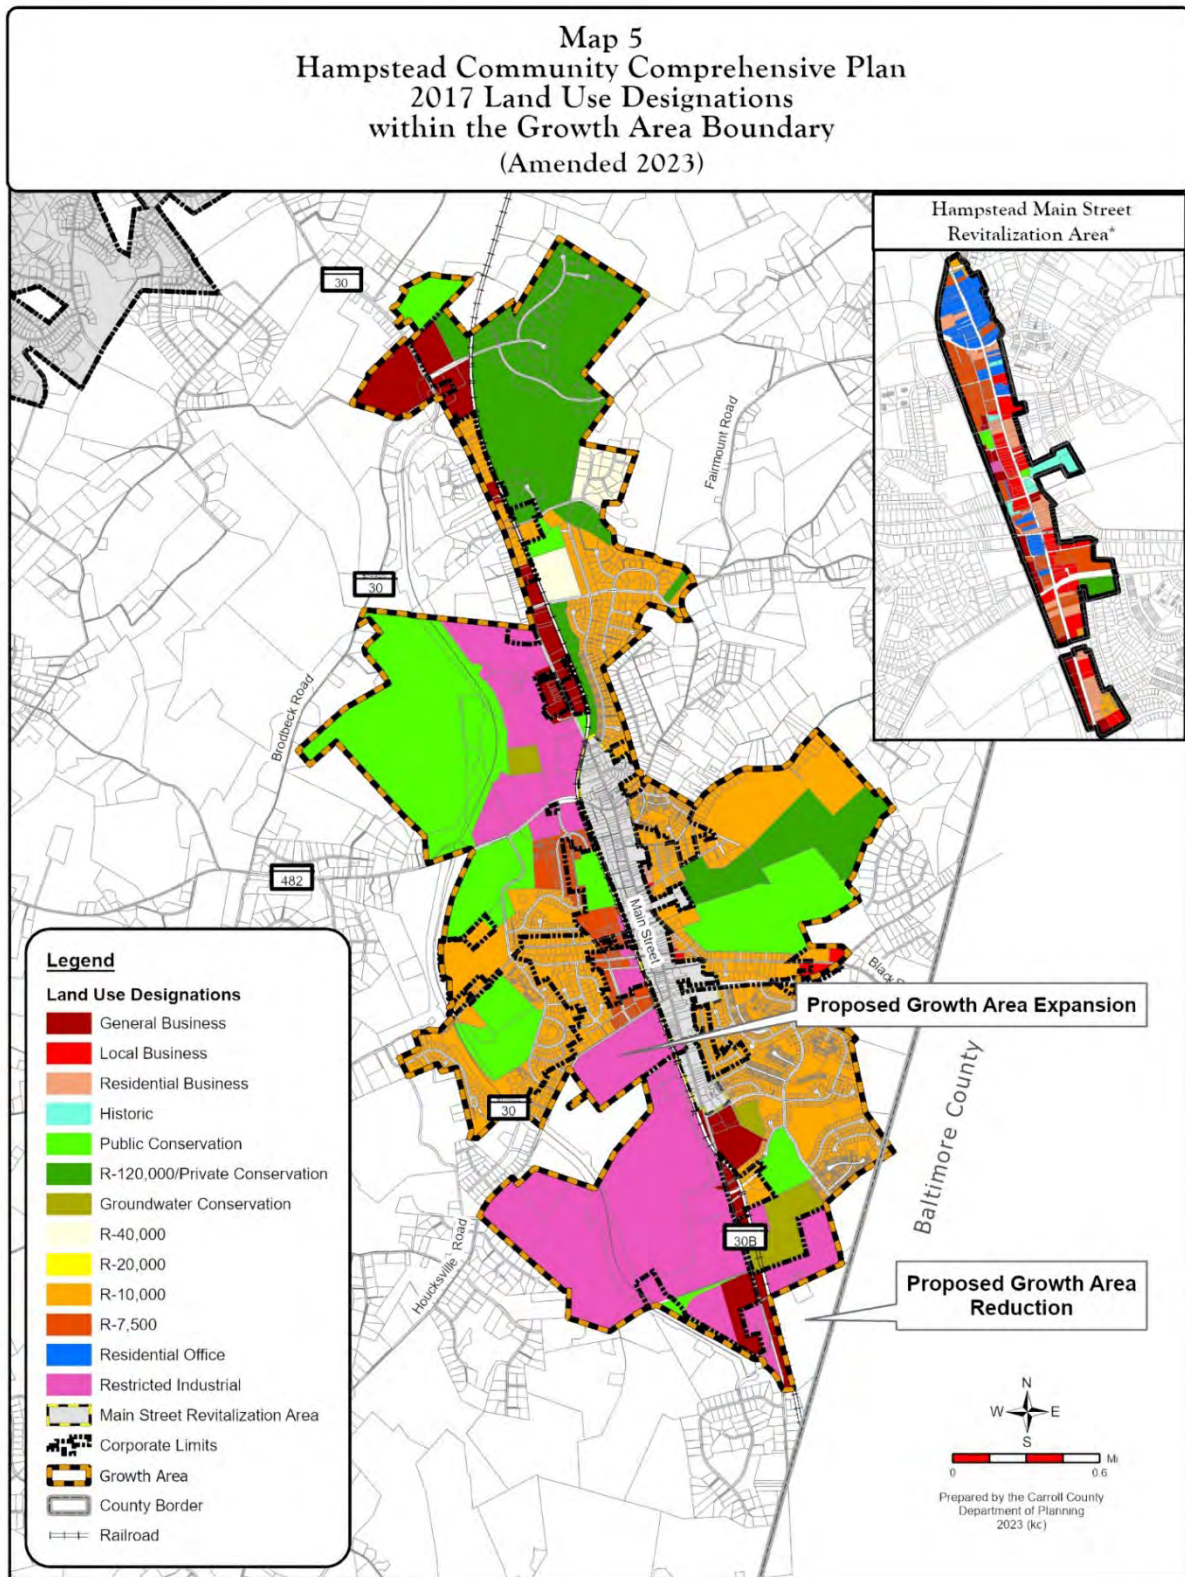 Map 5
Hampstead Community Comprehensive Plan
2017 Land Use Designations
within the Growth Area Boundary
(Amended 2023)
Hampstead Main Street
Revitalization Area*
30
Fairmount Road
30
Brodbeck Road
482
Main Street
Legend
Land Use Designations
General Business
Local Business
Residential Business
Historic
Public Conservation
R-120,000/Private Conservation
Groundwater Conservation
R-40,000
R-20,000
R-10,000
R-7,500
Residential Office
Restricted Industrial
Main Street Revitalization Area
Corporate Limits
Growth Area
County Border
Railroad
Proposed Growth Area Expansion
30
Baltimore County
Houcksville Road
30B
Proposed Growth Area
Reduction
N
W E
S
0 0.6 Mi
Prepared by the Carroll County
Department of Planning
2023 (kc)